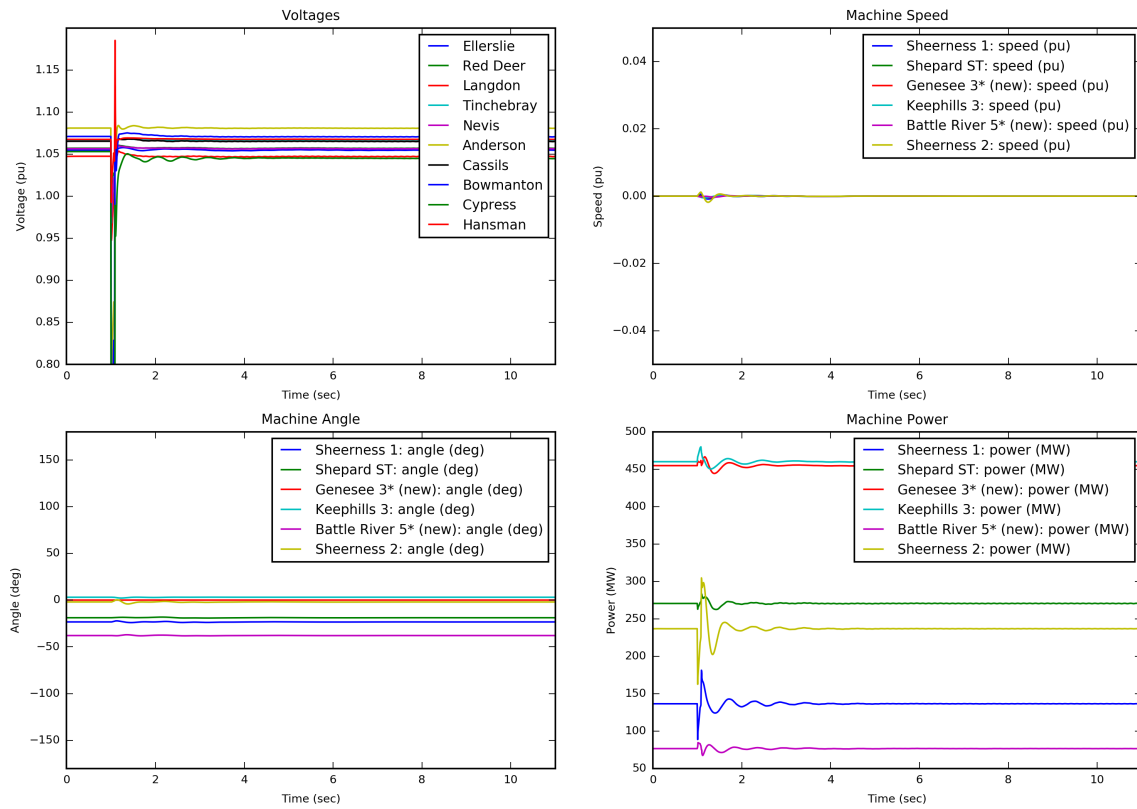 Voltages
Voltage (pu)
1.15
1.10
1.05
1.00
0.95
0.90
0.85
0.80
0 2 4 6 8 10
Time (sec)
Ellerslie
Red Deer
Langdon
Tinchebray
Nevis
Anderson
Cassils
Bowmanton
Cypress
Hansman
Machine Speed
Speed (pu)
0.04
0.02
0.00
−0.02
−0.04
0 2 4 6 8 10
Time (sec)
Sheerness 1: speed (pu)
Shepard ST: speed (pu)
Genesee 3* (new): speed (pu)
Keephills 3: speed (pu)
Battle River 5* (new): speed (pu)
Sheerness 2: speed (pu)
Machine Angle
Angle (deg)
150
100
50
0
−50
−100
−150
0 2 4 6 8 10
Time (sec)
Sheerness 1: angle (deg)
Shepard ST: angle (deg)
Genesee 3* (new): angle (deg)
Keephills 3: angle (deg)
Battle River 5* (new): angle (deg)
Sheerness 2: angle (deg)
Machine Power
Power (MW)
500
450
400
350
300
250
200
150
100
50
0 2 4 6 8 10
Time (sec)
Sheerness 1: power (MW)
Shepard ST: power (MW)
Genesee 3* (new): power (MW)
Keephills 3: power (MW)
Battle River 5* (new): power (MW)
Sheerness 2: power (MW)